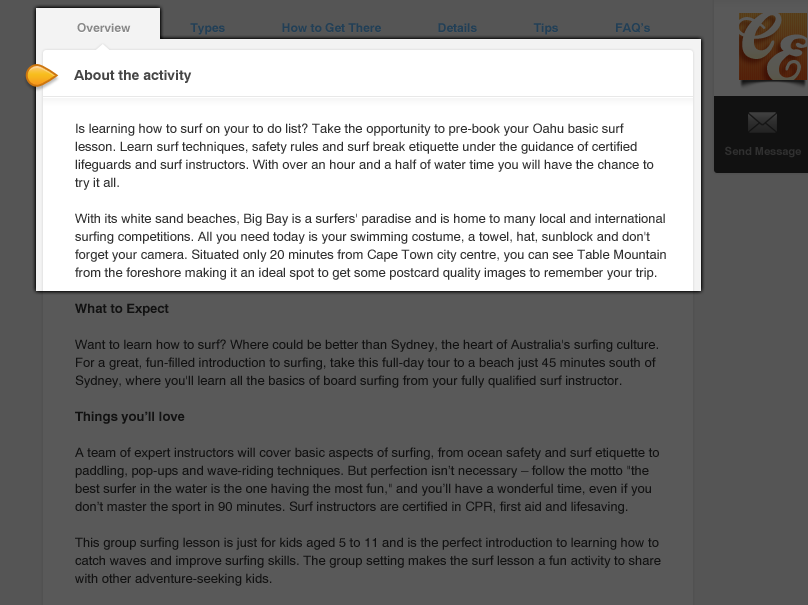 Overview Types How to Get There Details Tips FAQ's
About the activity
Is learning how to surf on your to do list? Take the opportunity to pre-book your Oahu basic surf
lesson. Learn surf techniques, safety rules and surf break etiquette under the guidance of certified
lifeguards and surf instructors. With over an hour and a half of water time you will have the chance to
try it all.
With its white sand beaches, Big Bay is a surfers' paradise and is home to many local and international
surfing competitions. All you need today is your swimming costume, a towel, hat, sunblock and don't
forget your camera. Situated only 20 minutes from Cape Town city centre, you can see Table Mountain
from the foreshore making it an ideal spot to get some postcard quality images to remember your trip.
What to Expect
Want to learn how to surf? Where could be better than Sydney, the heart of Australia's surfing culture.
For a great, fun-filled introduction to surfing, take this full-day tour to a beach just 45 minutes south of
Sydney, where you'll learn all the basics of board surfing from your fully qualified surf instructor.
Things you'll love
A team of expert instructors will cover basic aspects of surfing, from ocean safety and surf etiquette to
paddling, pop-ups and wave-riding techniques. But perfection isn't necessary – follow the motto "the
best surfer in the water is the one having the most fun," and you'll have a wonderful time, even if you
don't master the sport in 90 minutes. Surf instructors are certified in CPR, first aid and lifesaving.
This group surfing lesson is just for kids aged 5 to 11 and is the perfect introduction to learning how to
catch waves and improve surfing skills. The group setting makes the surf lesson a fun activity to share
with other adventure-seeking kids.
CE
Send Message